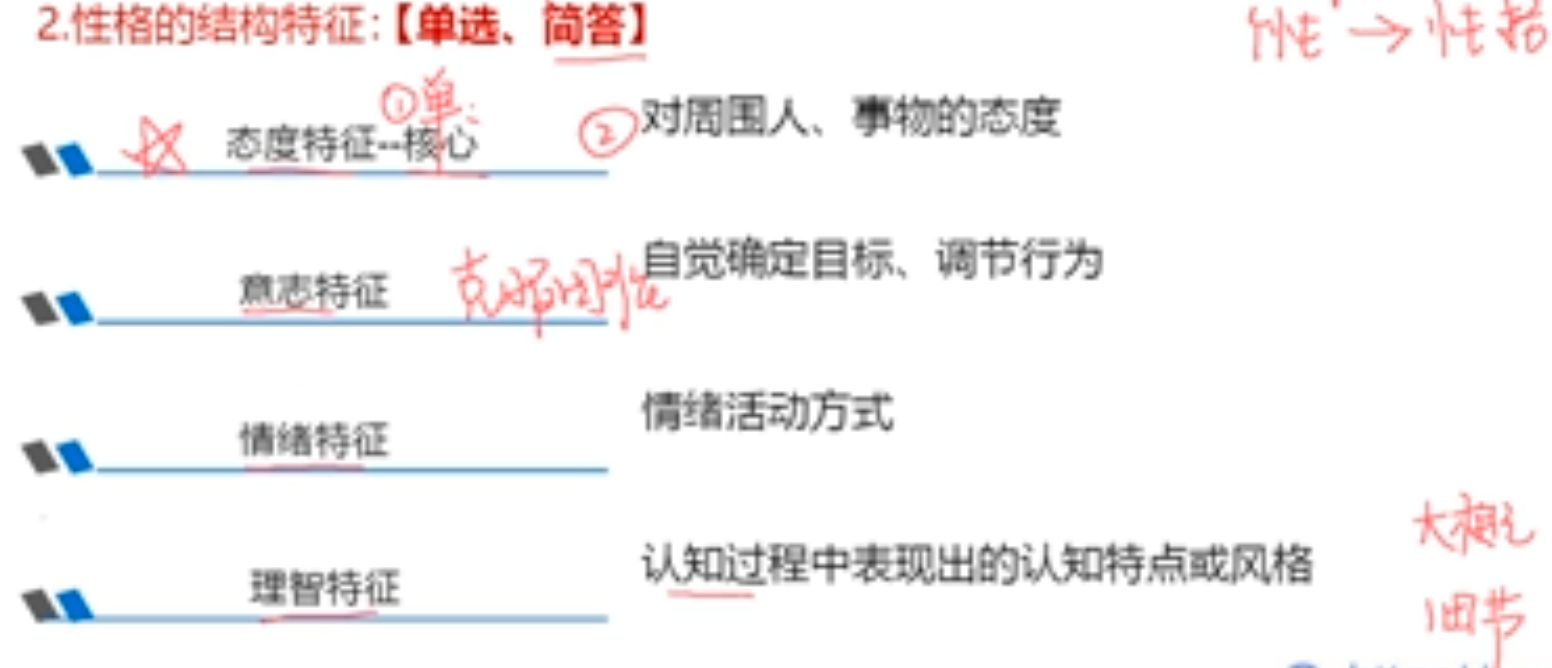 2.性格的结构特征:【单选、简答】
性→性格
①单:
态度特征--核心
②对周围人、事物的态度
意志特征
克服困难
自觉确定目标、调节行为
情绪特征
情绪活动方式
理智特征
认知过程中表现出的认知特点或风格
细节